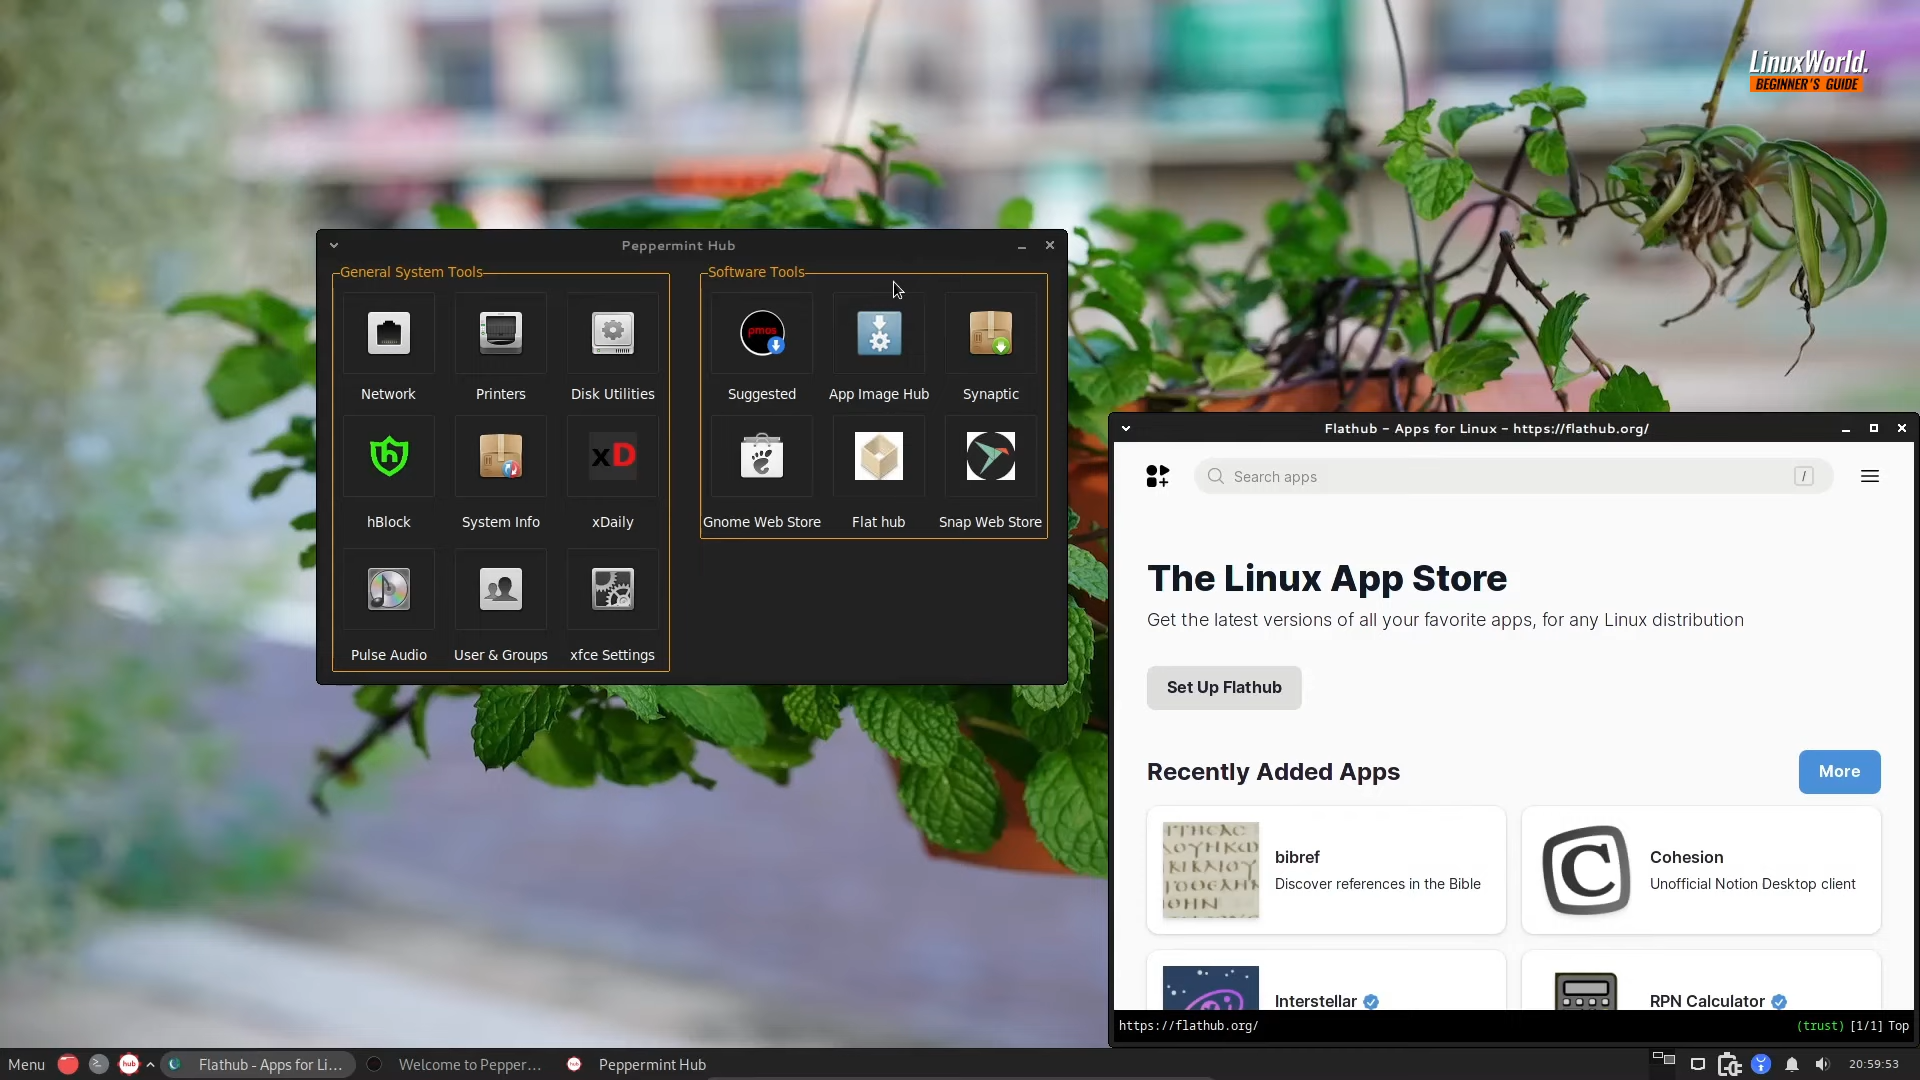 LinuxWorld.
BEGINNER'S GUIDE
Peppermint Hub
General System Tools
Network
Printers
Disk Utilities
hBlock
xD
System Info
xDaily
Pulse Audio
User & Groups
xfce Settings
Software Tools
pmos
Suggested
App Image Hub
Synaptic
Gnome Web Store
Flat hub
Snap Web Store
Flathub - Apps for Linux - https://flathub.org/
Search apps
/
The Linux App Store
Get the latest versions of all your favorite apps, for any Linux distribution
Set Up Flathub
Recently Added Apps
More
bibref
Discover references in the Bible
C
Cohesion
Unofficial Notion Desktop client
Interstellar
RPN Calculator
https://flathub.org/
(trust) [1/1] Top
Menu
hub
Flathub - Apps for Li...
Welcome to Pepper...
Peppermint Hub
20:59:53